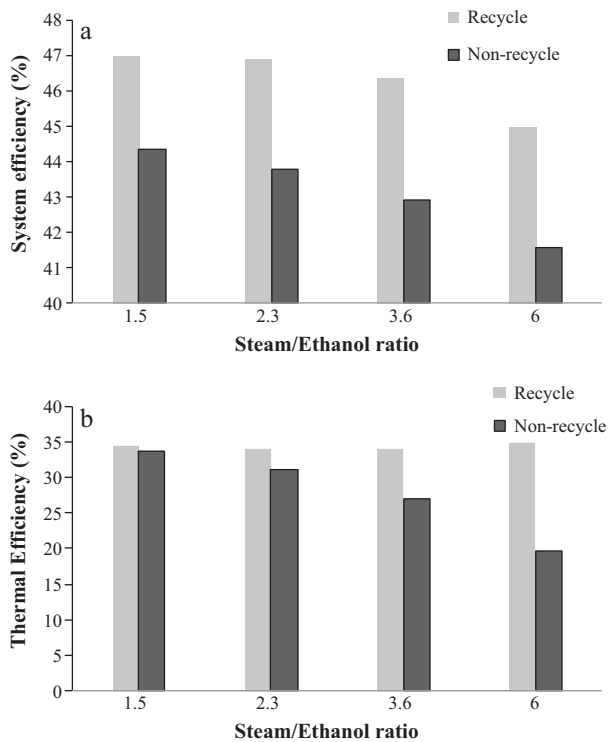 a
48
47
46
45
44
43
42
41
40
System efficiency (%)
Recycle
Non-recycle
1.5 2.3 3.6 6
Steam/Ethanol ratio
b
40
35
30
25
20
15
10
5
0
Thermal Efficiency (%)
Recycle
Non-recycle
1.5 2.3 3.6 6
Steam/Ethanol ratio